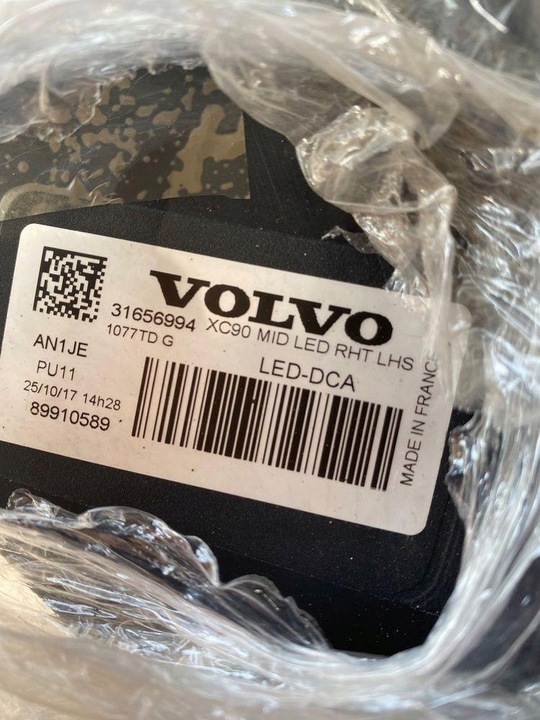 VOLVO
31656994 XC90 MID LED RHT LHS
1077TD G
AN1JE
LED-DCA
PU11
25/10/17 14h28
89910589
MADE IN FRANC